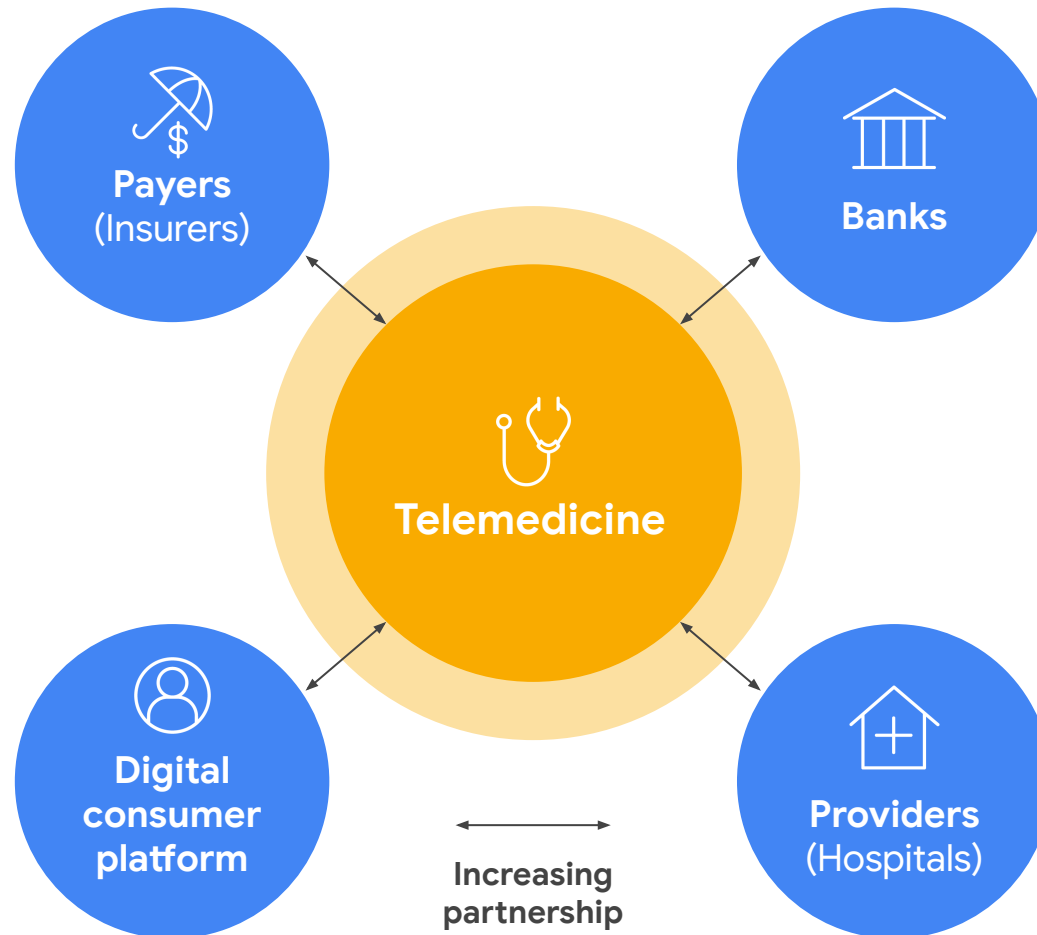 Payers
(Insurers)
Banks
Telemedicine
Digital
consumer
platform
Providers
(Hospitals)
Increasing
partnership